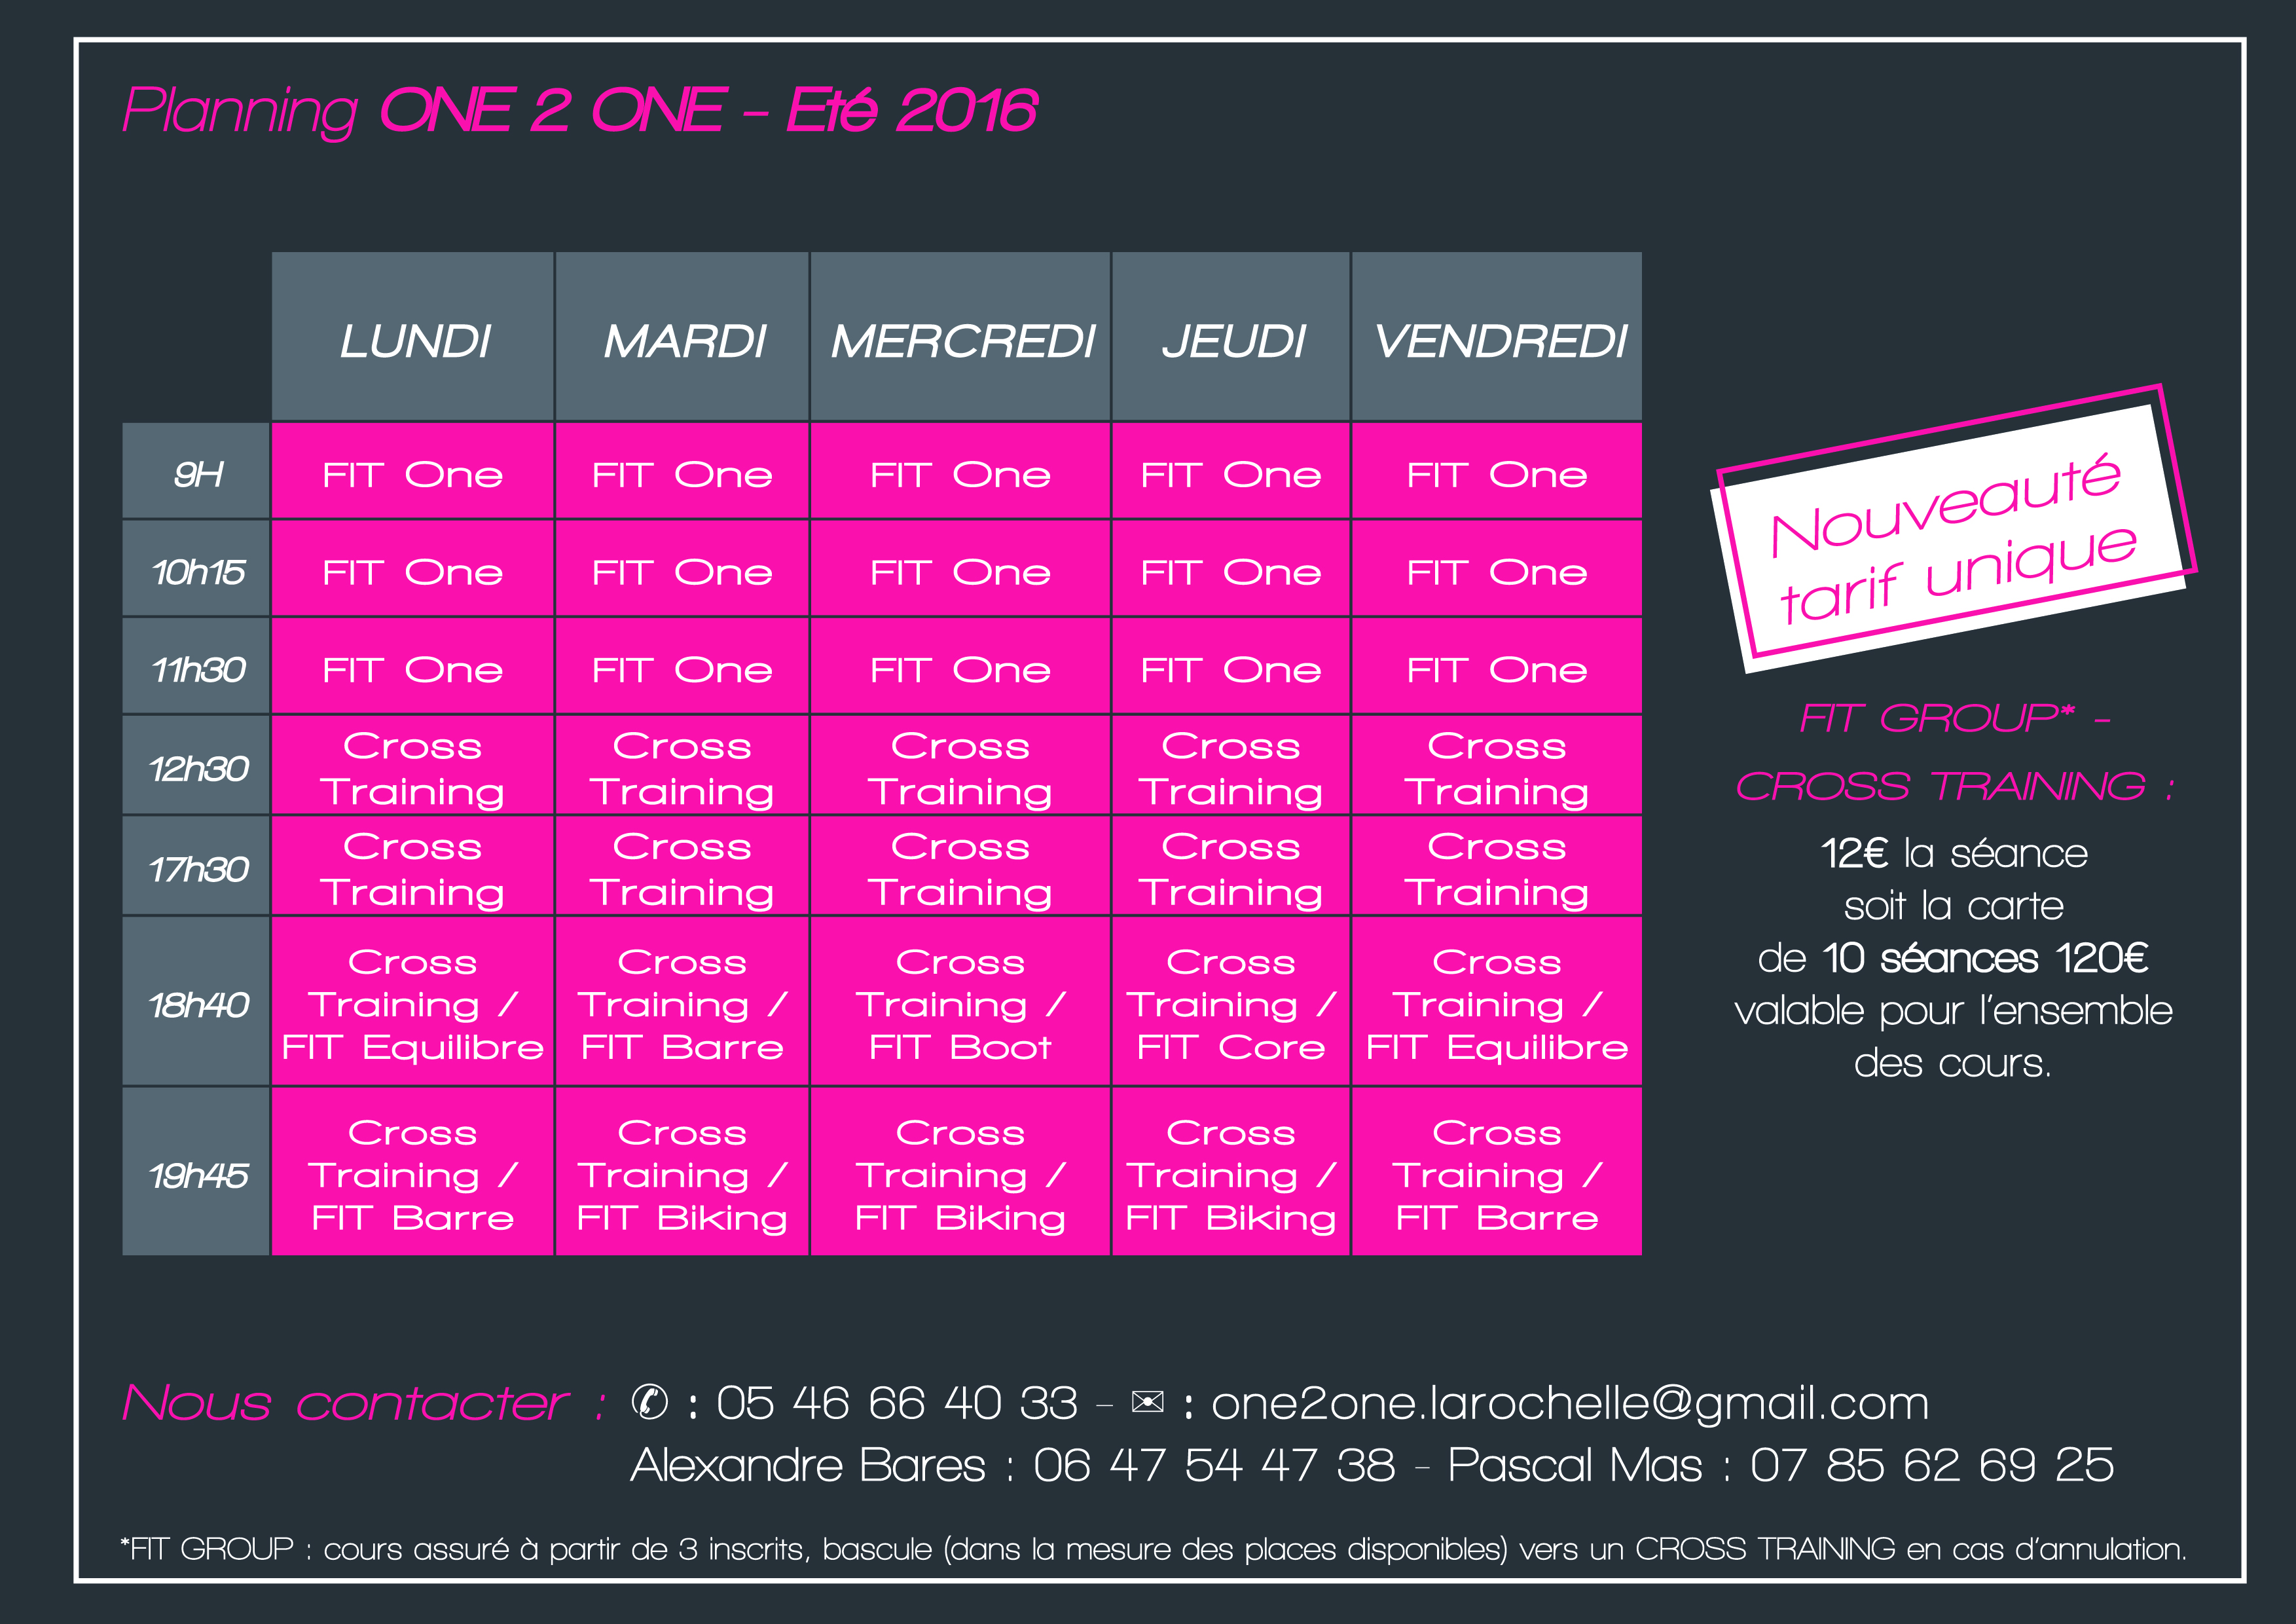 Planning ONE 2 ONE - Eté 2016
LUNDI MARDI MERCREDI JEUDI VENDREDI
9H FIT One FIT One FIT One FIT One FIT One
10h15 FIT One FIT One FIT One FIT One FIT One
11h30 FIT One FIT One FIT One FIT One FIT One
12h30 Cross Cross Cross Cross Cross
Training Training Training Training Training
17h30 Cross Cross Cross Cross Cross
Training Training Training Training Training
Cross Cross Cross Cross Cross
18h40 Training / Training / Training / Training / Training /
FIT Equilibre FIT Barre FIT Boot FIT Core FIT Equilibre
Cross Cross Cross Cross Cross
19h45 Training / Training / Training / Training / Training /
FIT Barre FIT Biking FIT Biking FIT Biking FIT Barre
Nouveauté
tarif unique
FIT GROUP* -
CROSS TRAINING :
12€ la séance
soit la carte
de 10 séances 120€
valable pour l'ensemble
des cours.
Nous contacter : ✆ : 05 46 66 40 33 - ✉ : one2one.larochelle@gmail.com
Alexandre Bares : 06 47 54 47 38 - Pascal Mas : 07 85 62 69 25
*FIT GROUP : cours assuré à partir de 3 inscrits, bascule (dans la mesure des places disponibles) vers un CROSS TRAINING en cas d'annulation.